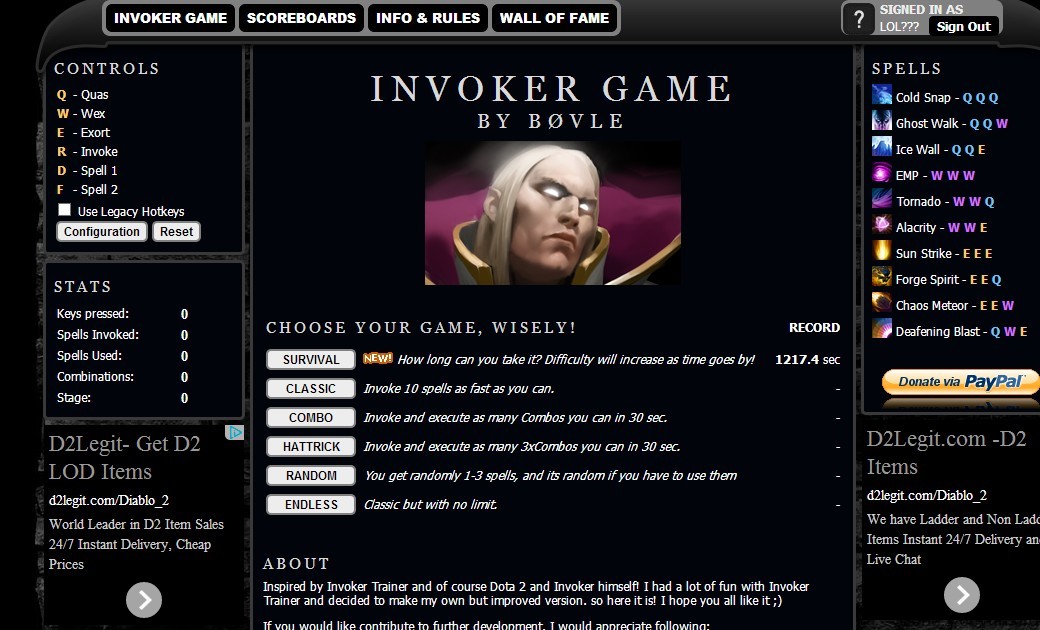 INVOKER GAME SCOREBOARDS INFO & RULES WALL OF FAME
? SIGNED IN AS
LOL??? Sign Out
CONTROLS
Q - Quas
W - Wex
E - Exort
R - Invoke
D - Spell 1
F - Spell 2
Use Legacy Hotkeys
Configuration Reset
STATS
Keys pressed: 0
Spells Invoked: 0
Spells Used: 0
Combinations: 0
Stage: 0
D2Legit- Get D2
LOD Items
d2legit.com/Diablo_2
World Leader in D2 Item Sales
24/7 Instant Delivery, Cheap
Prices
INVOKER GAME
BY BØVLE
CHOOSE YOUR GAME, WISELY! RECORD
SURVIVAL NEW! How long can you take it? Difficulty will increase as time goes by! 1217.4 sec
CLASSIC Invoke 10 spells as fast as you can. -
COMBO Invoke and execute as many Combos you can in 30 sec. -
HATTRICK Invoke and execute as many 3xCombos you can in 30 sec. -
RANDOM You get randomly 1-3 spells, and its random if you have to use them -
ENDLESS Classic but with no limit. -
ABOUT
Inspired by Invoker Trainer and of course Dota 2 and Invoker himself! I had a lot of fun with Invoker
Trainer and decided to make my own but improved version. so here it is! I hope you all like it ;)
If you would like contribute to further development, I would appreciate following:
SPELLS
Cold Snap - Q Q Q
Ghost Walk - Q Q W
Ice Wall - Q Q E
EMP - W W W
Tornado - W W Q
Alacrity - W W E
Sun Strike - E E E
Forge Spirit - E E Q
Chaos Meteor - E E W
Deafening Blast - Q W E
Donate via PayPal
D2Legit.com -D2
Items
d2legit.com/Diablo_2
We have Ladder and Non Ladd
Items Instant 24/7 Delivery an
Live Chat